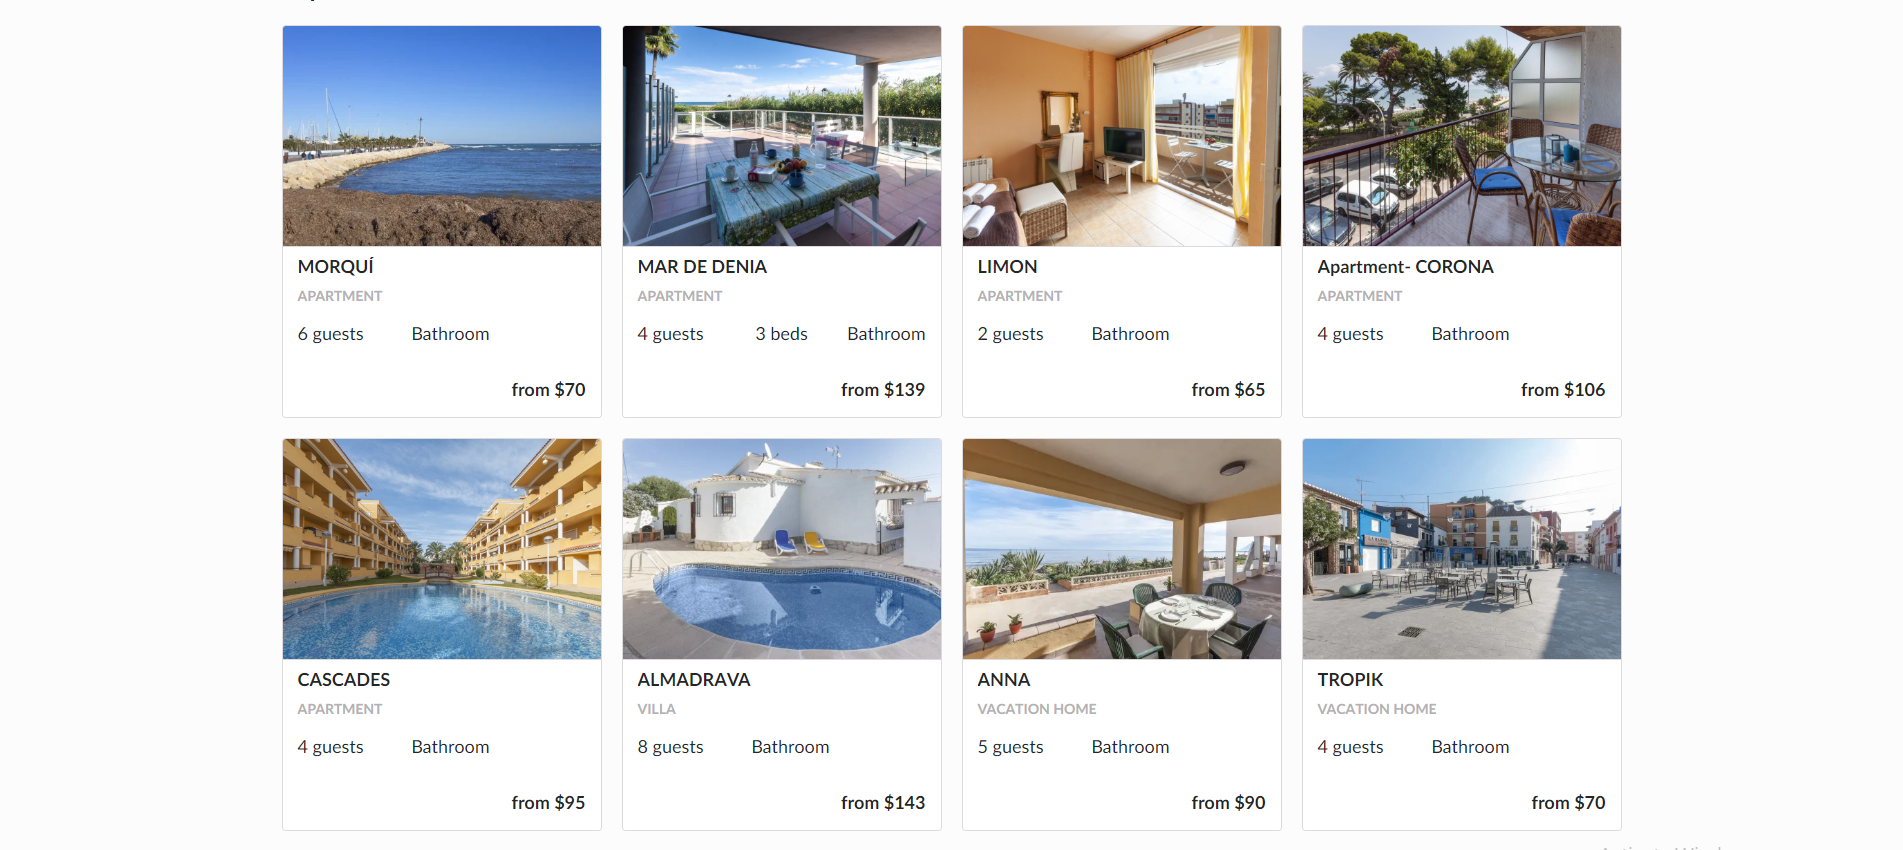 MORQUÍ
APARTMENT
6 guests Bathroom
from $70
MAR DE DENIA
APARTMENT
4 guests 3 beds Bathroom
from $139
LIMON
APARTMENT
2 guests Bathroom
from $65
Apartment- CORONA
APARTMENT
4 guests Bathroom
from $106
CASCADES
APARTMENT
4 guests Bathroom
from $95
ALMADRAVA
VILLA
8 guests Bathroom
from $143
ANNA
VACATION HOME
5 guests Bathroom
from $90
TROPIK
VACATION HOME
4 guests Bathroom
from $70